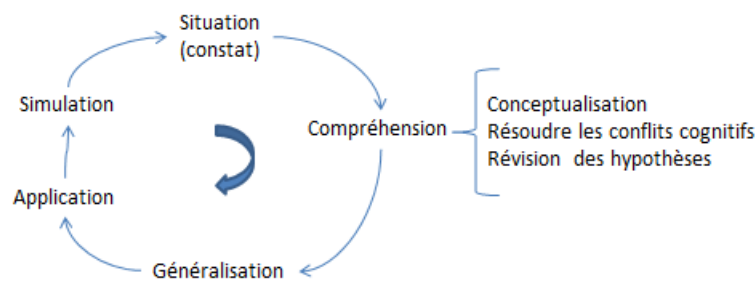 Situation
(constat)
Simulation
Compréhension
Conceptualisation
Résoudre les conflits cognitifs
Révision des hypothèses
Application
Généralisation